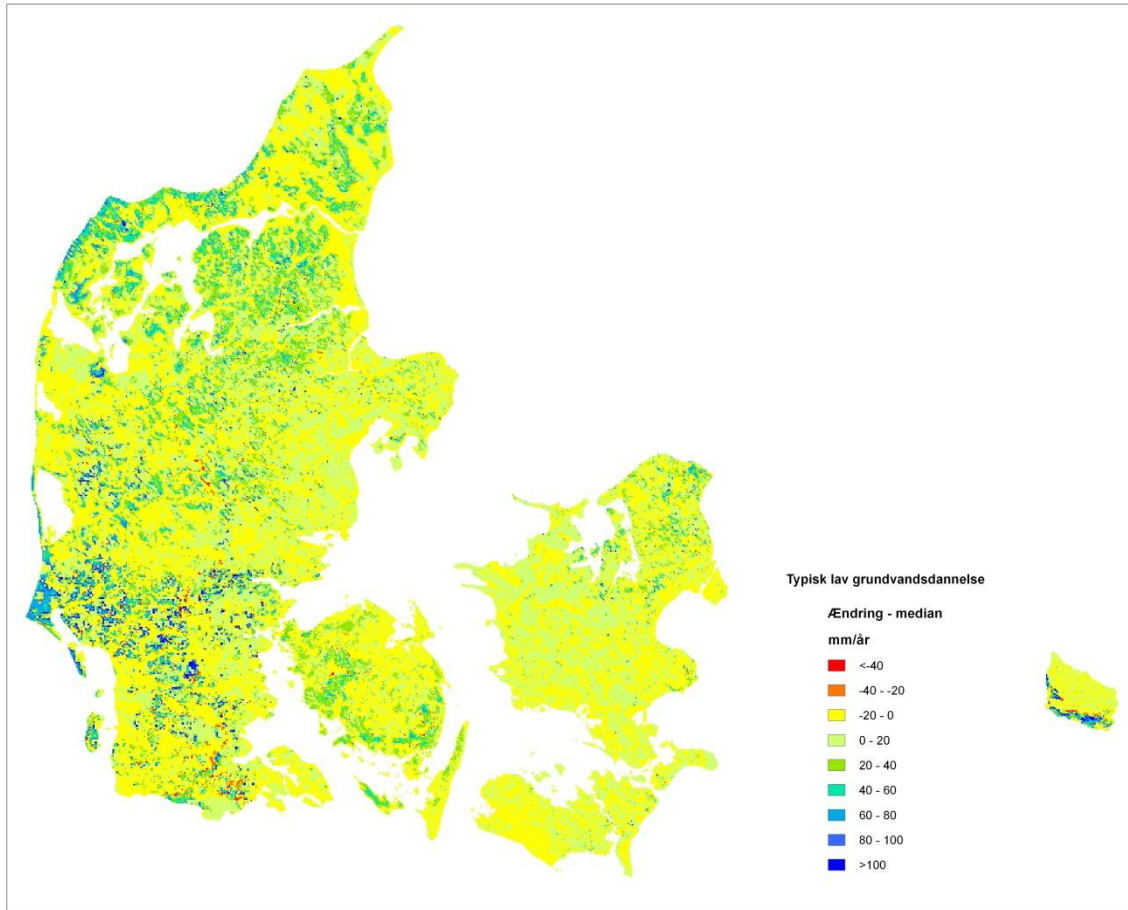 Typisk lav grundvandsdannelse
Ændring - median
mm/år
<-40
-40 - -20
-20 - 0
0 - 20
20 - 40
40 - 60
60 - 80
80 - 100
>100